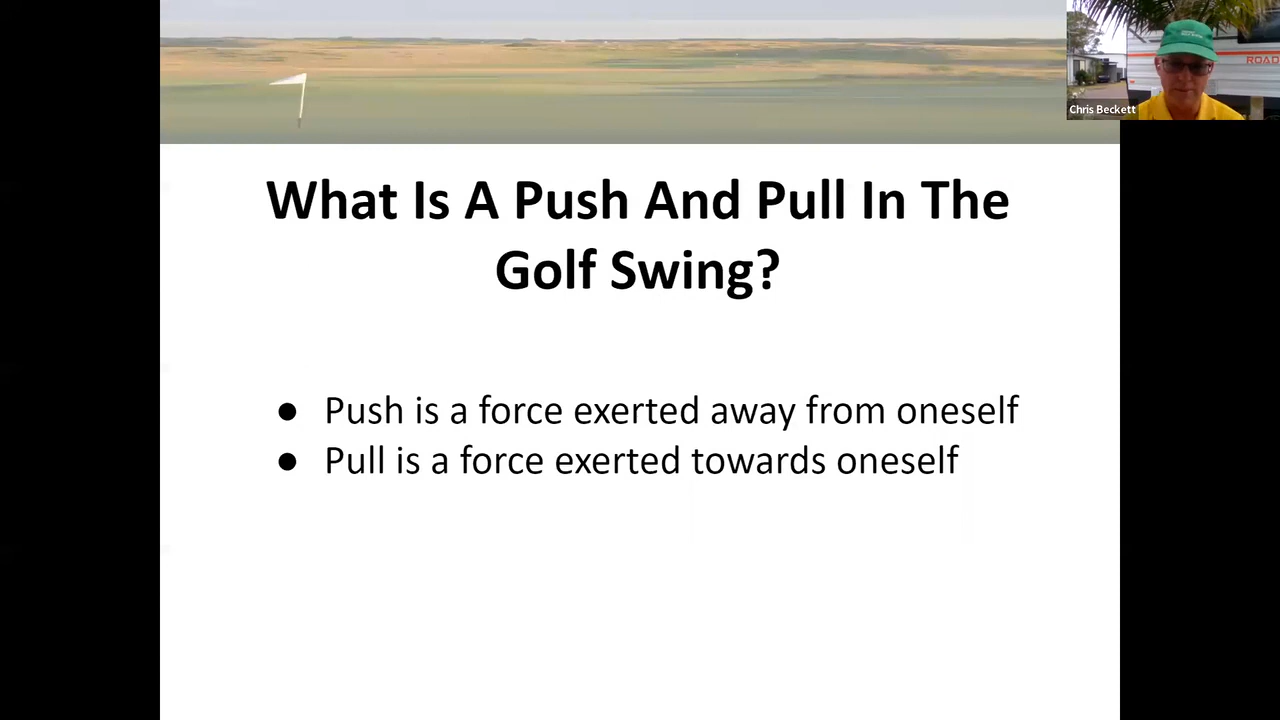 ROAD
Chris Beckett
What Is A Push And Pull In The
Golf Swing?
● Push is a force exerted away from oneself
● Pull is a force exerted towards oneself